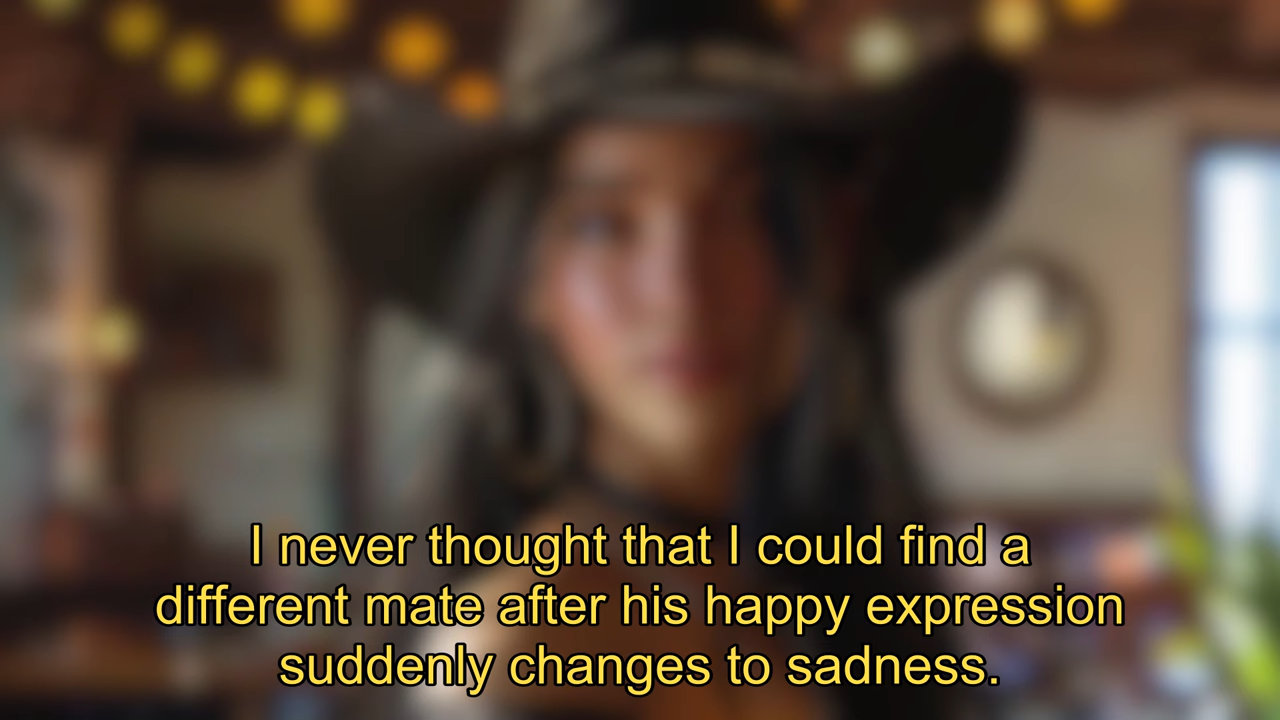 I never thought that I could find a
different mate after his happy expression
suddenly changes to sadness.